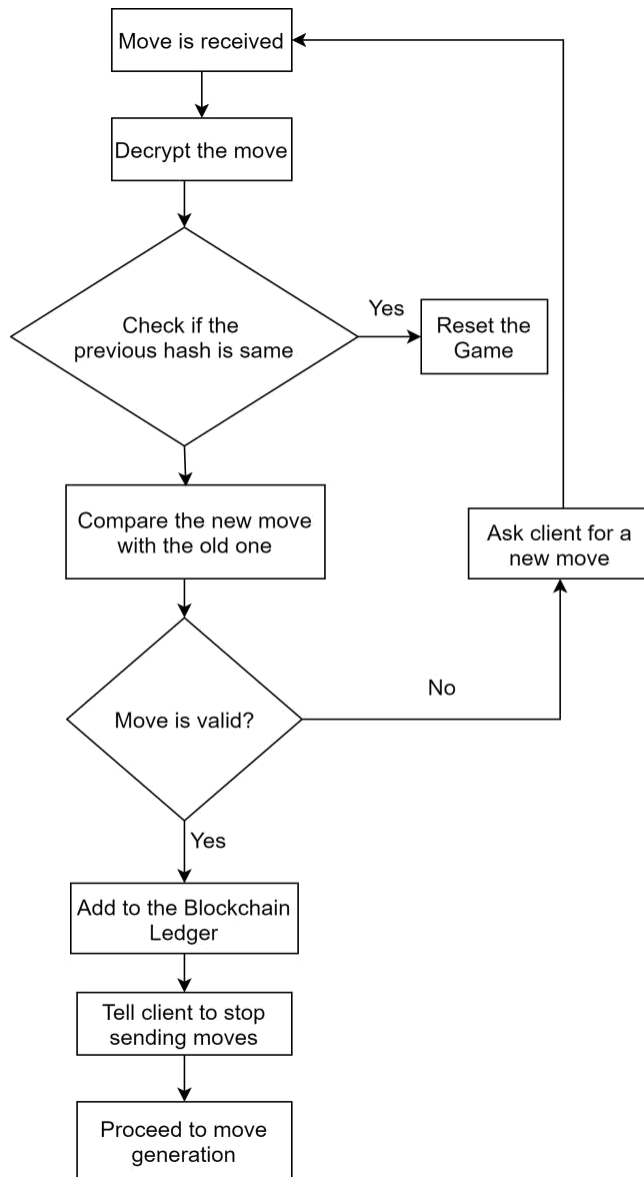 Move is received
Decrypt the move
Check if the
previous hash is same
Yes
Reset the
Game
Compare the new move
with the old one
Ask client for a
new move
Move is valid?
No
Yes
Add to the Blockchain
Ledger
Tell client to stop
sending moves
Proceed to move
generation